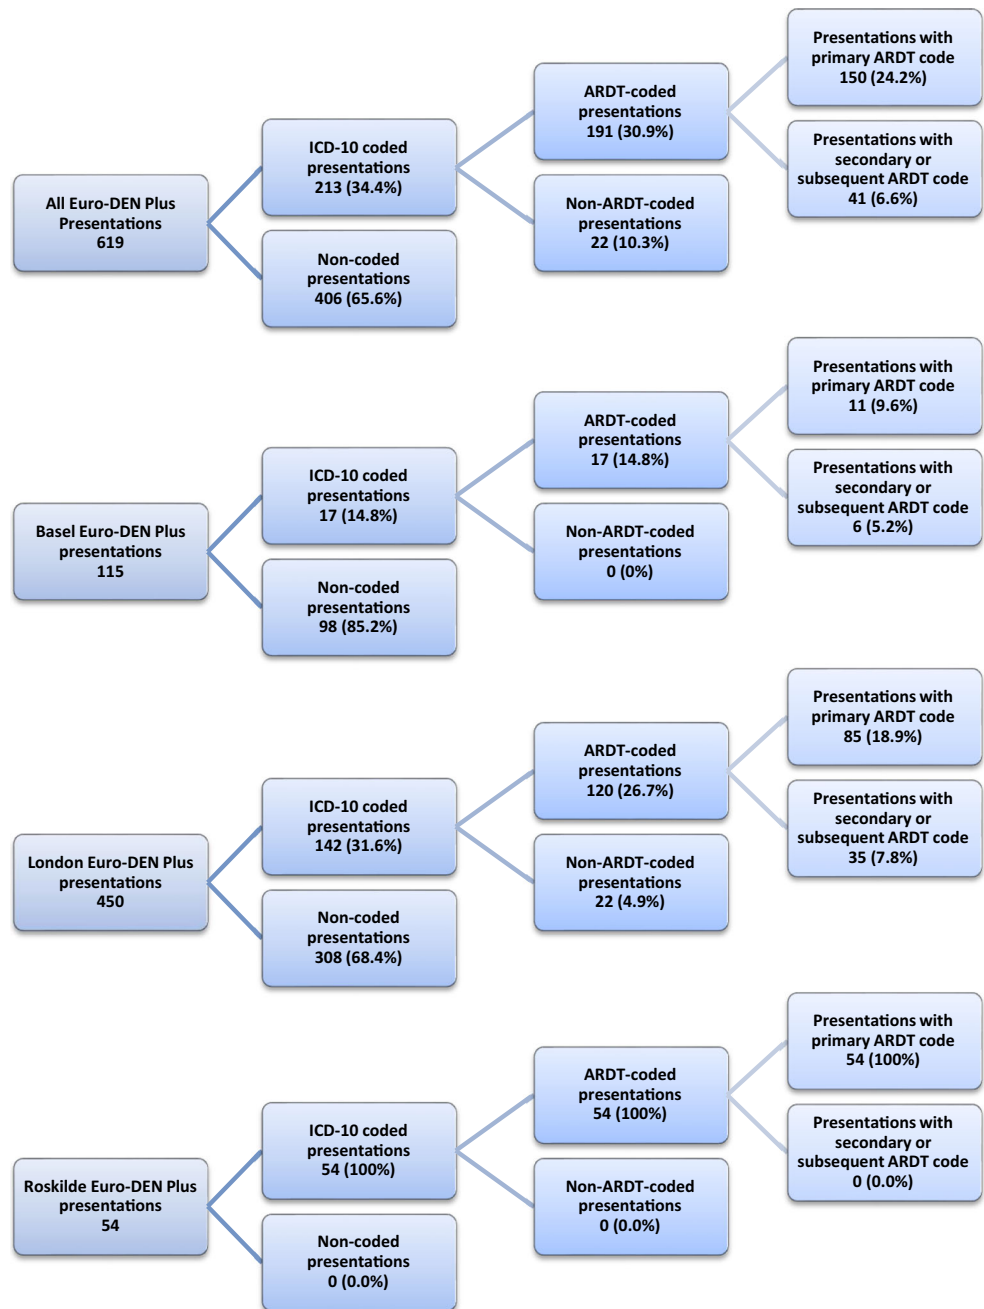 All Euro-DEN Plus
Presentations
619
ICD-10 coded
presentations
213 (34.4%)
Non-coded
presentations
406 (65.6%)
ARDT-coded
presentations
191 (30.9%)
Non-ARDT-coded
presentations
22 (10.3%)
Presentations with
primary ARDT code
150 (24.2%)
Presentations with
secondary or
subsequent ARDT code
41 (6.6%)
Basel Euro-DEN Plus
presentations
115
ICD-10 coded
presentations
17 (14.8%)
Non-coded
presentations
98 (85.2%)
ARDT-coded
presentations
17 (14.8%)
Non-ARDT-coded
presentations
0 (0%)
Presentations with
primary ARDT code
11 (9.6%)
Presentations with
secondary or
subsequent ARDT code
6 (5.2%)
London Euro-DEN Plus
presentations
450
ICD-10 coded
presentations
142 (31.6%)
Non-coded
presentations
308 (68.4%)
ARDT-coded
presentations
120 (26.7%)
Non-ARDT-coded
presentations
22 (4.9%)
Presentations with
primary ARDT code
85 (18.9%)
Presentations with
secondary or
subsequent ARDT code
35 (7.8%)
Roskilde Euro-DEN Plus
presentations
54
ICD-10 coded
presentations
54 (100%)
Non-coded
presentations
0 (0.0%)
ARDT-coded
presentations
54 (100%)
Non-ARDT-coded
presentations
0 (0.0%)
Presentations with
primary ARDT code
54 (100%)
Presentations with
secondary or
subsequent ARDT code
0 (0.0%)